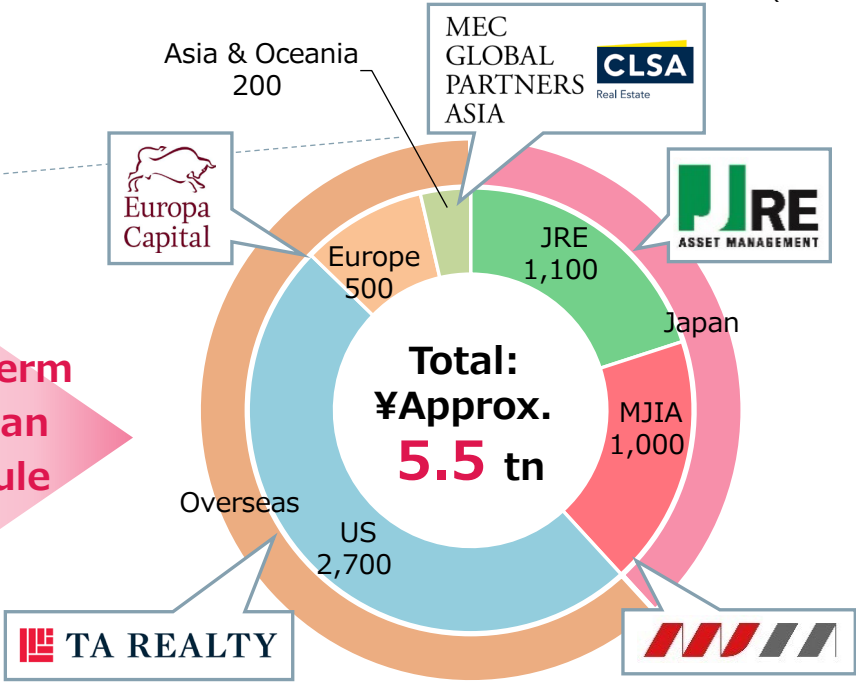 Asia & Oceania
200
MEC
GLOBAL
PARTNERS
ASIA
CLSA
Real Estate
Europa
Capital
JRE
ASSET MANAGEMENT
Europe
500
JRE
1,100
Japan
Total:
¥Approx.
5.5 tn
MJIA
1,000
erm
an
ule
Overseas
US
2,700
TA REALTY